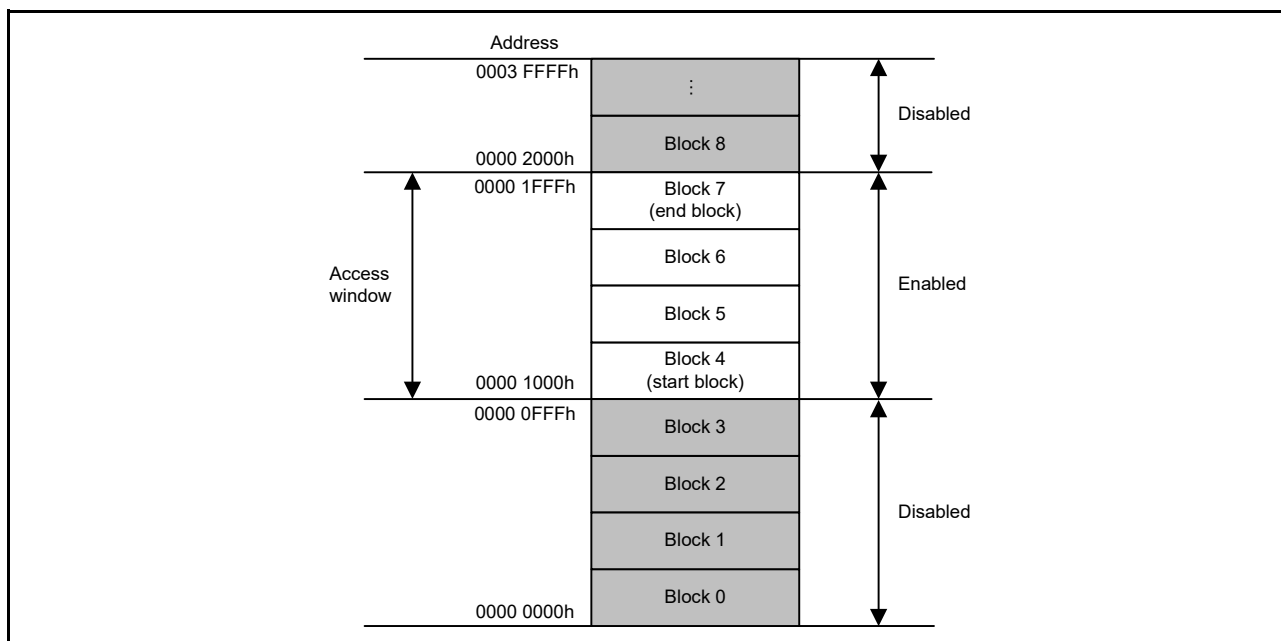 Address
0003 FFFFh
⋮
Disabled
Block 8
0000 2000h
0000 1FFFh
Block 7
(end block)
Block 6
Access
window
Enabled
Block 5
Block 4
(start block)
0000 1000h
0000 0FFFh
Block 3
Block 2
Disabled
Block 1
Block 0
0000 0000h